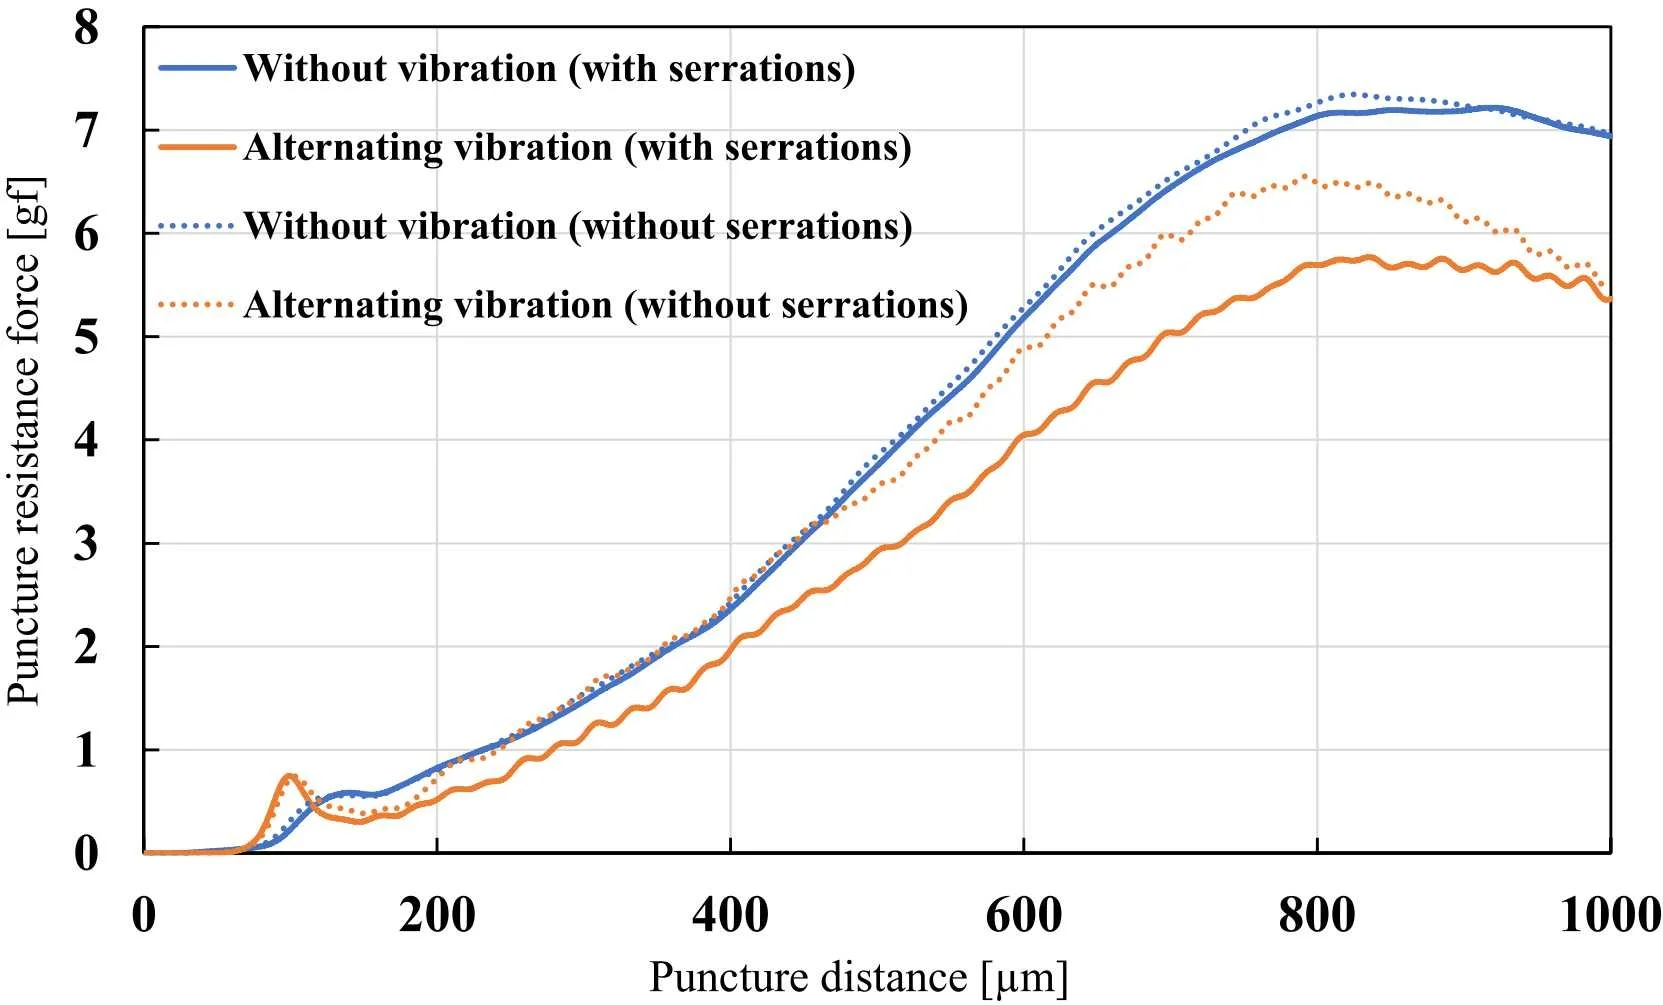 8
7
6
5
4
3
2
1
0
Puncture resistance force [gf]
Without vibration (with serrations)
Alternating vibration (with serrations)
Without vibration (without serrations)
Alternating vibration (without serrations)
0 200 400 600 800 1000
Puncture distance [µm]